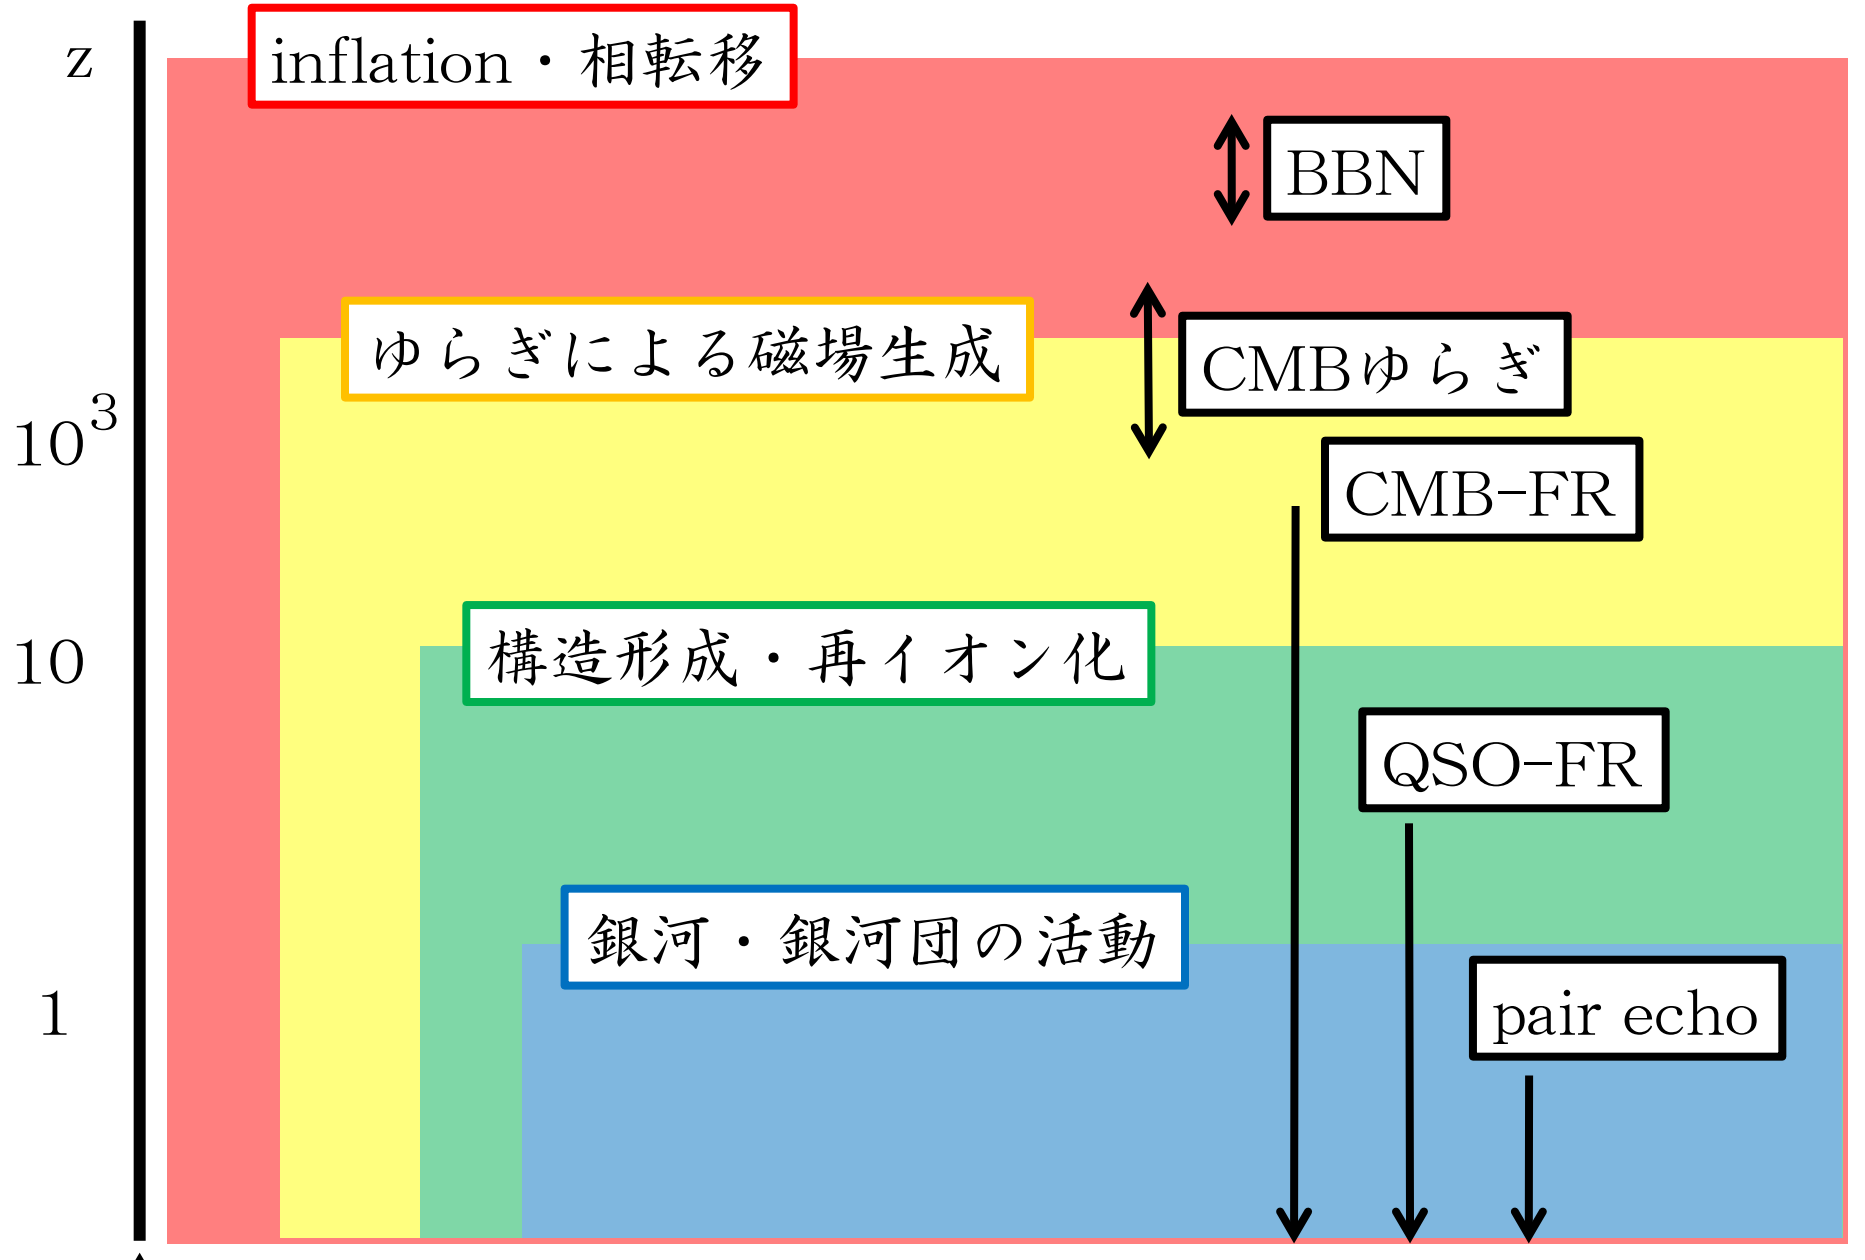 z
inflation・相転移
BBN
ゆらぎによる磁場生成
CMBゆらぎ
10³
CMB-FR
構造形成・再イオン化
10
QSO-FR
銀河・銀河団の活動
1
pair echo